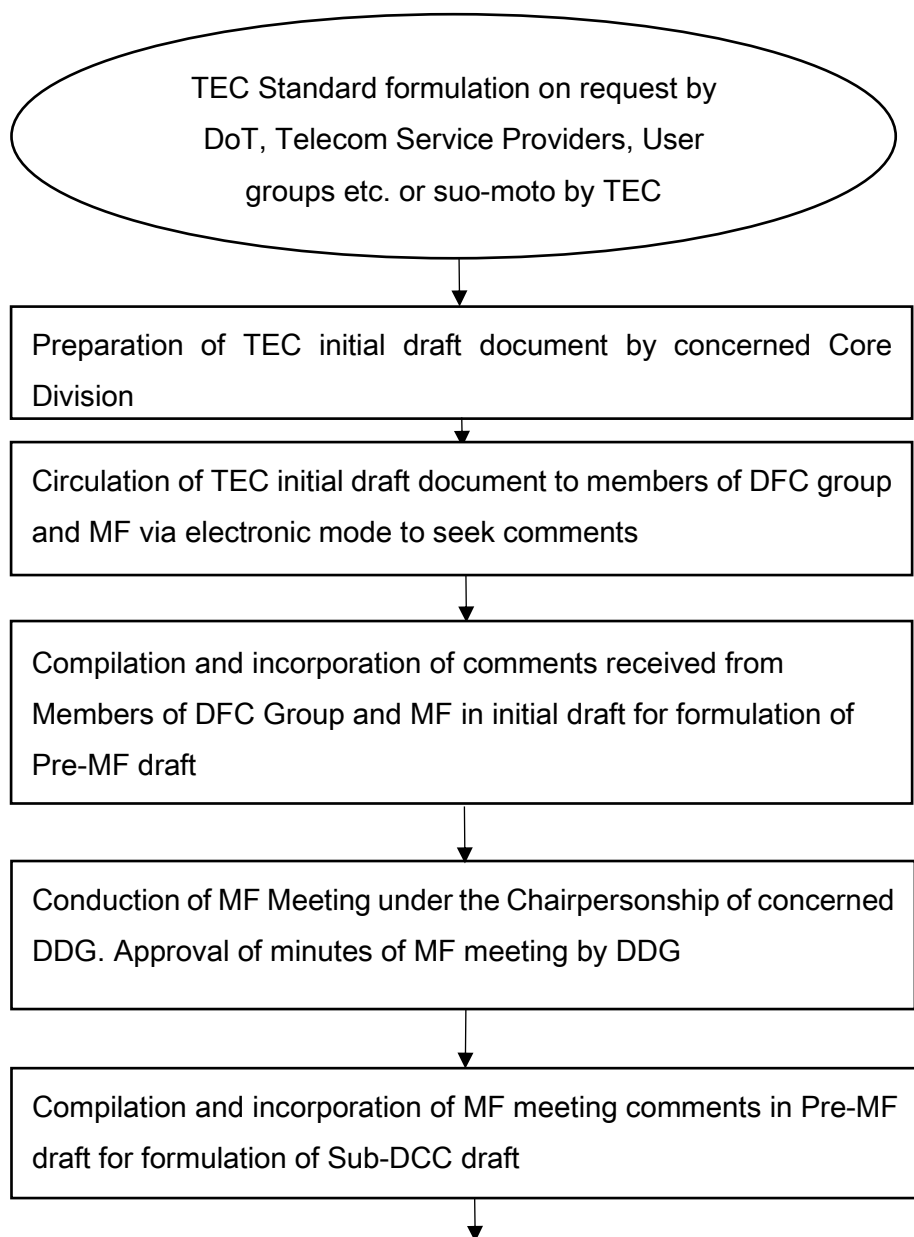 TEC Standard formulation on request by
DoT, Telecom Service Providers, User
groups etc. or suo-moto by TEC
Preparation of TEC initial draft document by concerned Core
Division
Circulation of TEC initial draft document to members of DFC group
and MF via electronic mode to seek comments
Compilation and incorporation of comments received from
Members of DFC Group and MF in initial draft for formulation of
Pre-MF draft
Conduction of MF Meeting under the Chairpersonship of concerned
DDG. Approval of minutes of MF meeting by DDG
Compilation and incorporation of MF meeting comments in Pre-MF
draft for formulation of Sub-DCC draft